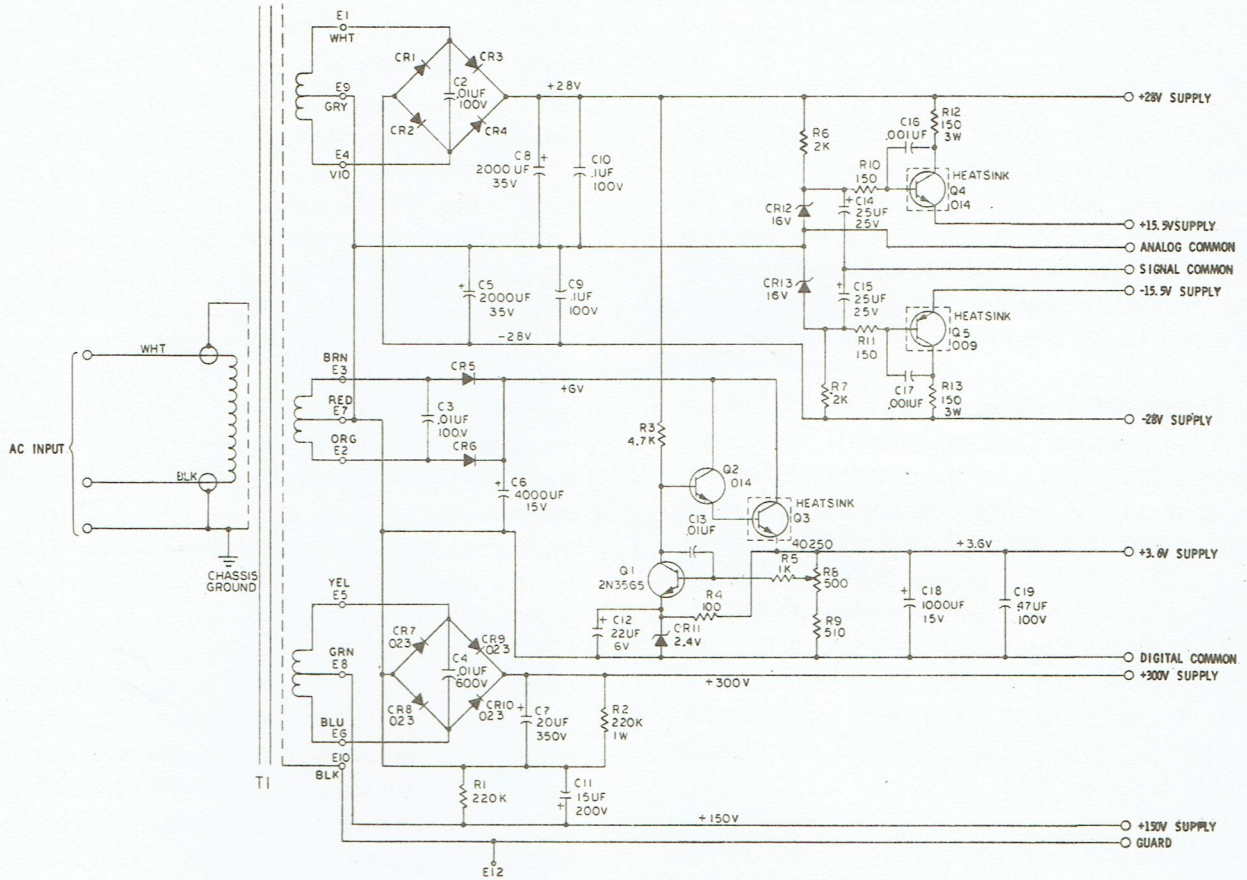 E1
WHT
CR1
CR3
C2
.01UF
100V
E9
GRY
CR2
CR4
E4
VIO
+28V
+28V SUPPLY
C8
2000UF
35V
C10
.1UF
100V
R6
2K
C16
.001UF
R12
150
3W
R10
150
HEATSINK
Q4
014
CR12
16V
C14
25UF
25V
+15.5V SUPPLY
ANALOG COMMON
SIGNAL COMMON
-15.5V SUPPLY
C5
2000UF
35V
C9
.1UF
100V
CR13
16V
C15
25UF
25V
HEATSINK
Q5
009
R11
150
-28V
R7
2K
C17
.001UF
R13
150
3W
-28V SUPPLY
WHT
AC INPUT
BLK
CHASSIS
GROUND
BRN
E3
CR5
+6V
RED
E7
C3
.01UF
100V
ORG
E2
CR6
C6
4000UF
15V
R3
4.7K
Q2
014
HEATSINK
Q3
40250
C13
.01UF
+3.6V
+3.6V SUPPLY
Q1
2N3565
R5
1K
R8
500
R4
100
C18
1000UF
15V
C19
.47UF
100V
C12
22UF
6V
CR11
2.4V
R9
510
DIGITAL COMMON
YEL
E5
CR7
023
CR9
023
GRN
E8
C4
.01UF
600V
+300V
+300V SUPPLY
CR8
023
CR10
023
C7
20UF
350V
R2
220K
1W
BLU
E6
E10
BLK
T1
R1
220K
C11
15UF
200V
+150V
+150V SUPPLY
GUARD
E12